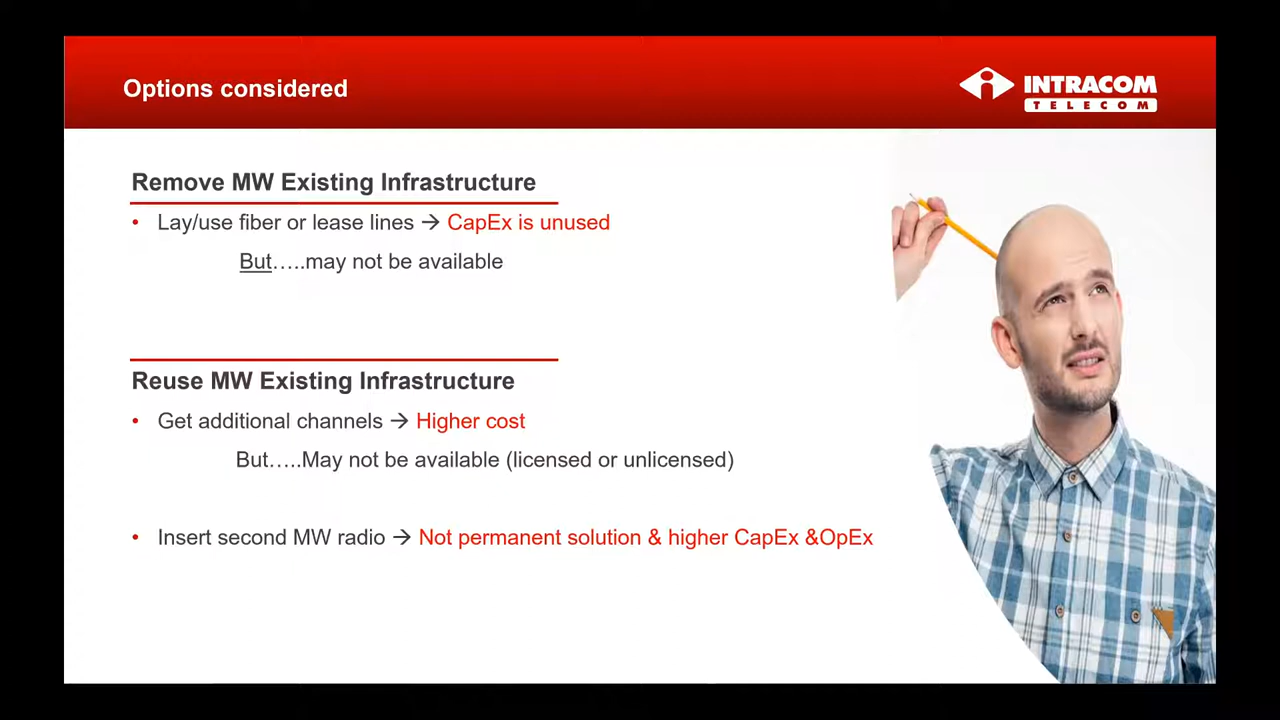 Options considered
INTRACOM
TELECOM
Remove MW Existing Infrastructure
• Lay/use fiber or lease lines → CapEx is unused
But…..may not be available
Reuse MW Existing Infrastructure
• Get additional channels → Higher cost
But…..May not be available (licensed or unlicensed)
• Insert second MW radio → Not permanent solution & higher CapEx &OpEx